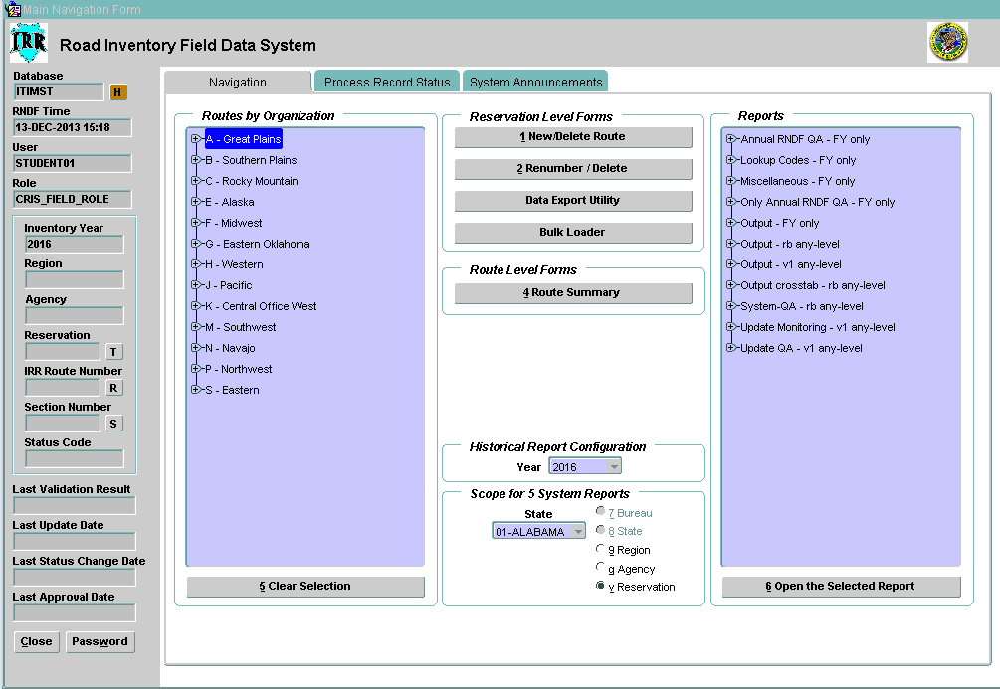 Main Navigation Form
IRR
Road Inventory Field Data System
Database
ITIMST
H
RNDF Time
13-DEC-2013 15:18
User
STUDENT01
Role
CRIS_FIELD_ROLE
Inventory Year
2016
Region
Agency
Reservation
T
IRR Route Number
R
Section Number
S
Status Code
Last Validation Result
Last Update Date
Last Status Change Date
Last Approval Date
Close Password
Navigation Process Record Status System Announcements
Routes by Organization
A - Great Plains
B - Southern Plains
C - Rocky Mountain
E - Alaska
F - Midwest
G - Eastern Oklahoma
H - Western
J - Pacific
K - Central Office West
M - Southwest
N - Navajo
P - Northwest
S - Eastern
5 Clear Selection
Reservation Level Forms
1 New/Delete Route
2 Renumber / Delete
Data Export Utility
Bulk Loader
Route Level Forms
4 Route Summary
Historical Report Configuration
Year 2016
Scope for 5 System Reports
State
01-ALABAMA
7 Bureau
8 State
9 Region
g Agency
v Reservation
Reports
Annual RNDF QA - FY only
Lookup Codes - FY only
Miscellaneous - FY only
Only Annual RNDF QA - FY only
Output - FY only
Output - rb any-level
Output - v1 any-level
Output crosstab - rb any-level
System-QA - rb any-level
Update Monitoring - v1 any-level
Update QA - v1 any-level
6 Open the Selected Report